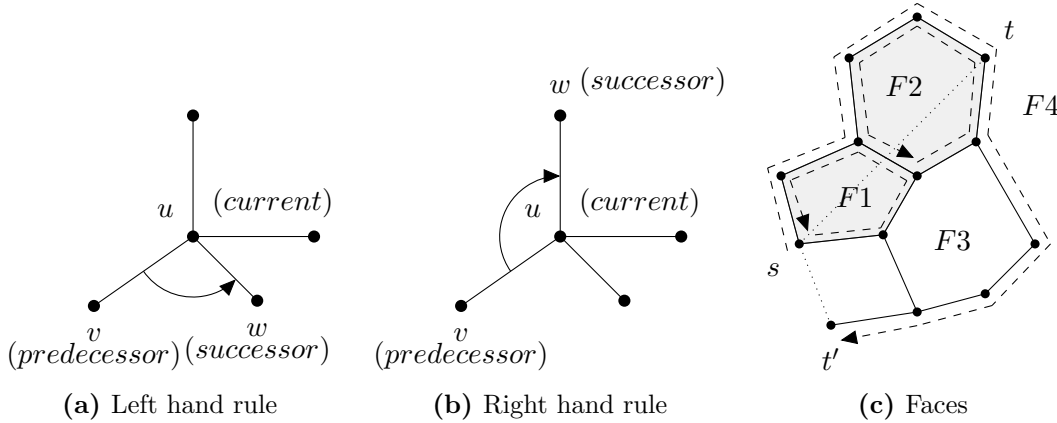 u
(current)
v
(predecessor)
w
(successor)
(a) Left hand rule
w (successor)
u
(current)
v
(predecessor)
(b) Right hand rule
t
F2
F4
F1
F3
s
t′
(c) Faces